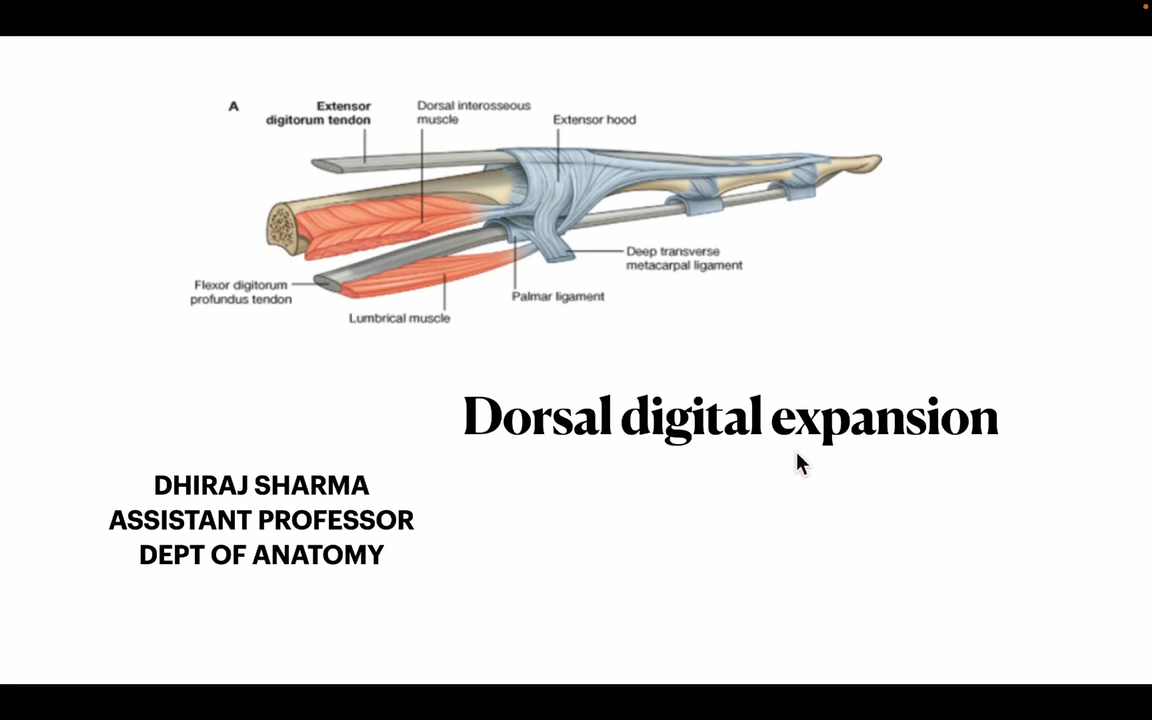 A
Extensor
digitorum tendon
Dorsal interosseous
muscle
Extensor hood
Deep transverse
metacarpal ligament
Flexor digitorum
profundus tendon
Palmar ligament
Lumbrical muscle
Dorsal digital expansion
DHIRAJ SHARMA
ASSISTANT PROFESSOR
DEPT OF ANATOMY